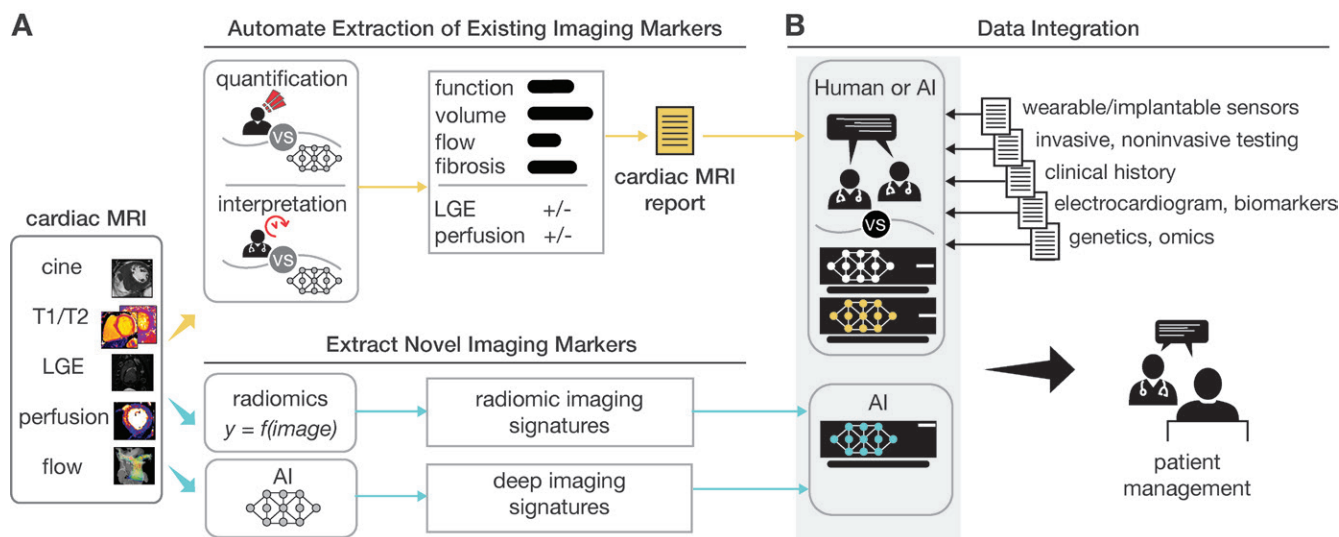 A
Automate Extraction of Existing Imaging Markers
quantification
VS
interpretation
VS
function
volume
flow
fibrosis
LGE +/-
perfusion +/-
cardiac MRI
report
cardiac MRI
cine
T1/T2
LGE
perfusion
flow
Extract Novel Imaging Markers
radiomics
y = f(image)
radiomic imaging
signatures
AI
deep imaging
signatures
B
Data Integration
Human or AI
VS
wearable/implantable sensors
invasive, noninvasive testing
clinical history
electrocardiogram, biomarkers
genetics, omics
AI
patient
management